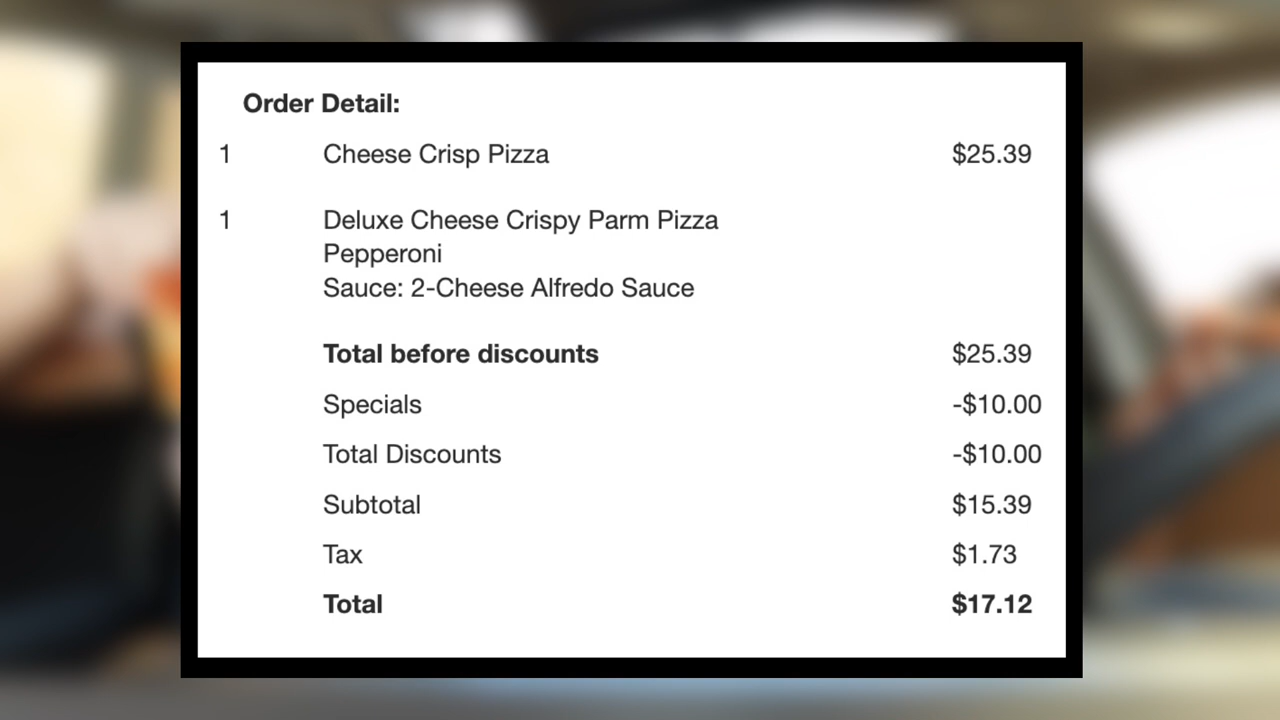 Order Detail:
1 Cheese Crisp Pizza $25.39
1 Deluxe Cheese Crispy Parm Pizza
Pepperoni
Sauce: 2-Cheese Alfredo Sauce
Total before discounts $25.39
Specials -$10.00
Total Discounts -$10.00
Subtotal $15.39
Tax $1.73
Total $17.12